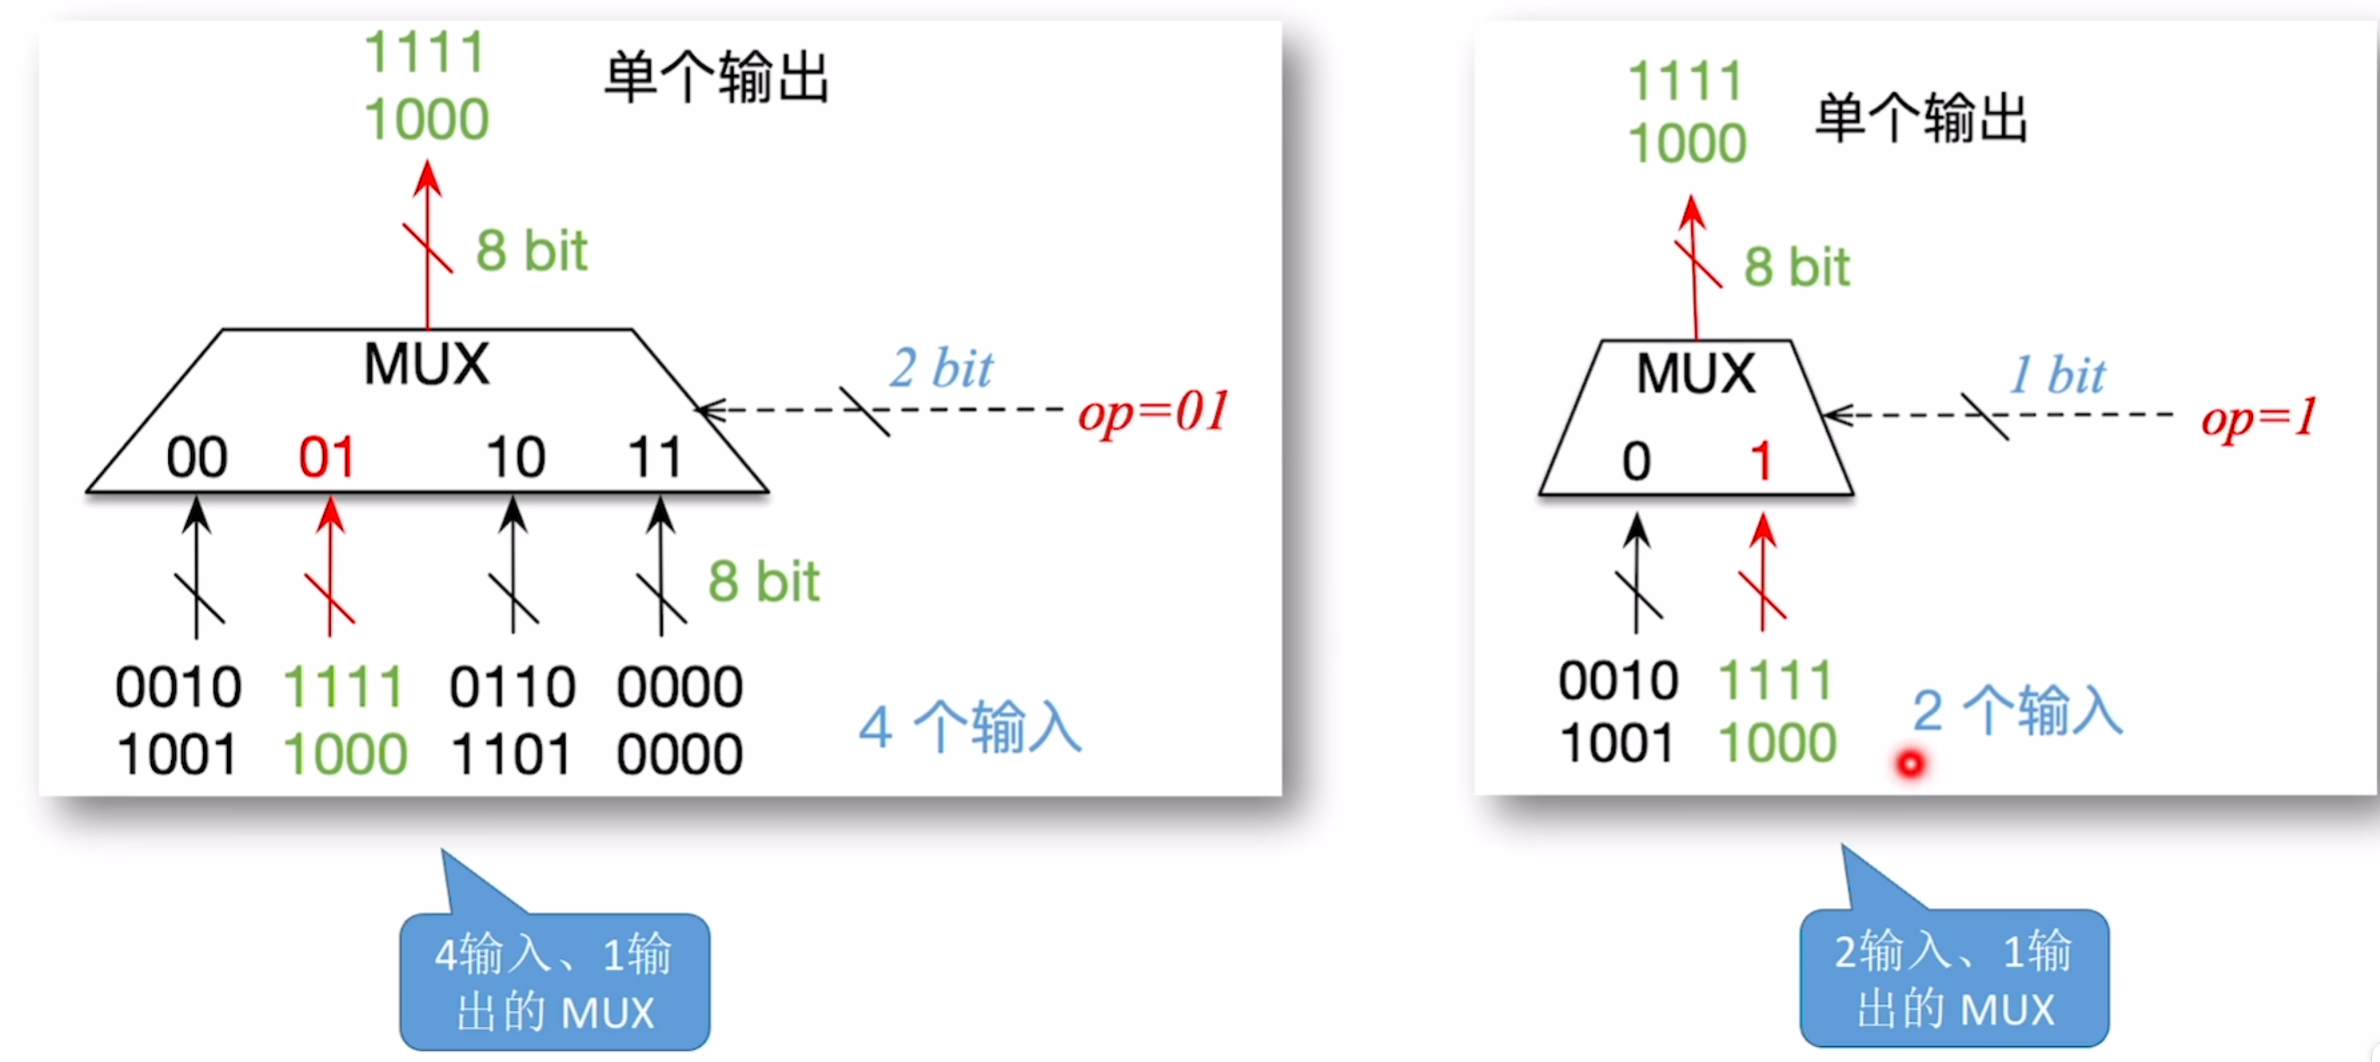 1111
1000
单个输出
8 bit
MUX
2 bit
op=01
00 01 10 11
8 bit
0010 1111 0110 0000
1001 1000 1101 0000
4 个输入
4输入、1输
出的 MUX
1111
1000
单个输出
8 bit
MUX
1 bit
op=1
0 1
0010 1111
1001 1000
2 个输入
2输入、1输
出的 MUX